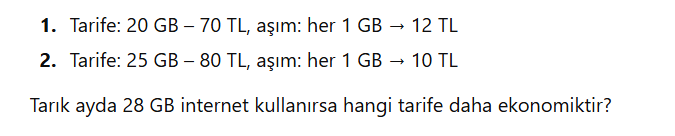 1. Tarife: 20 GB – 70 TL, aşım: her 1 GB → 12 TL
2. Tarife: 25 GB – 80 TL, aşım: her 1 GB → 10 TL
Tarık ayda 28 GB internet kullanırsa hangi tarife daha ekonomiktir?